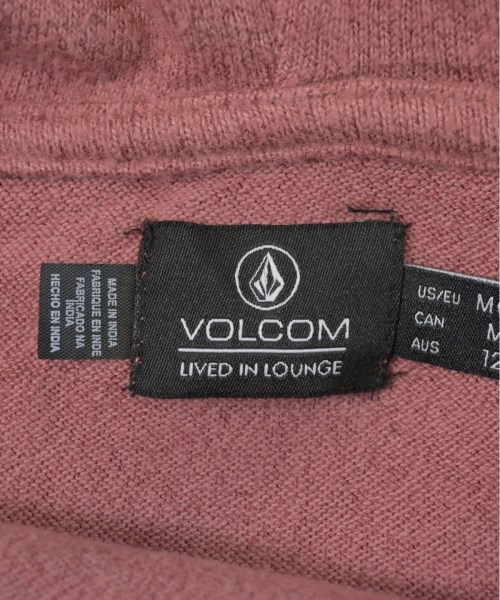 MADE IN INDIA
FABRIQUE EN INDE
FABRICADO NA
INDIA
HECHO EN INDIA
VOLCOM
LIVED IN LOUNGE
US/EU M
CAN M
AUS 12